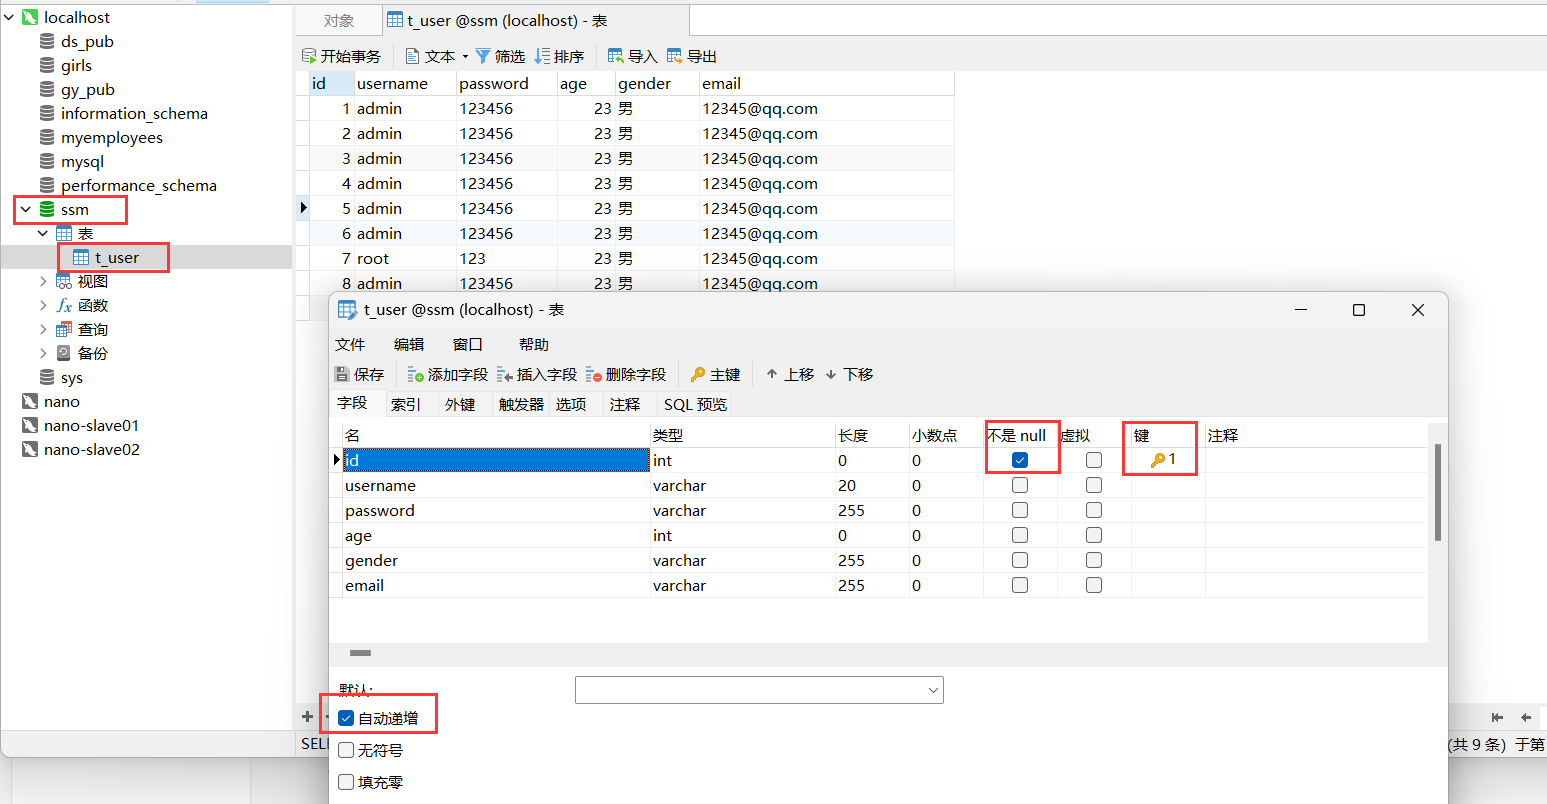 localhost
ds_pub
girls
gy_pub
information_schema
myemployees
mysql
performance_schema
ssm
表
t_user
视图
函数
查询
备份
sys
nano
nano-slave01
nano-slave02
对象
t_user @ssm (localhost) - 表
开始事务 文本 筛选 排序 导入 导出
id username password age gender email
1 admin 123456 23 男 12345@qq.com
2 admin 123456 23 男 12345@qq.com
3 admin 123456 23 男 12345@qq.com
4 admin 123456 23 男 12345@qq.com
5 admin 123456 23 男 12345@qq.com
6 admin 123456 23 男 12345@qq.com
7 root 123 23 男 12345@qq.com
8 admin 123456 23 男 12345@qq.com
t_user @ssm (localhost) - 表
文件 编辑 窗口 帮助
保存 添加字段 插入字段 删除字段 主键 上移 下移
字段 索引 外键 触发器 选项 注释 SQL 预览
名 类型 长度 小数点 不是 null 虚拟 键 注释
id int 0 0 1
username varchar 20 0
password varchar 255 0
age int 0 0
gender varchar 255 0
email varchar 255 0
默认:
自动递增
无符号
填充零
(共 9 条) 于第